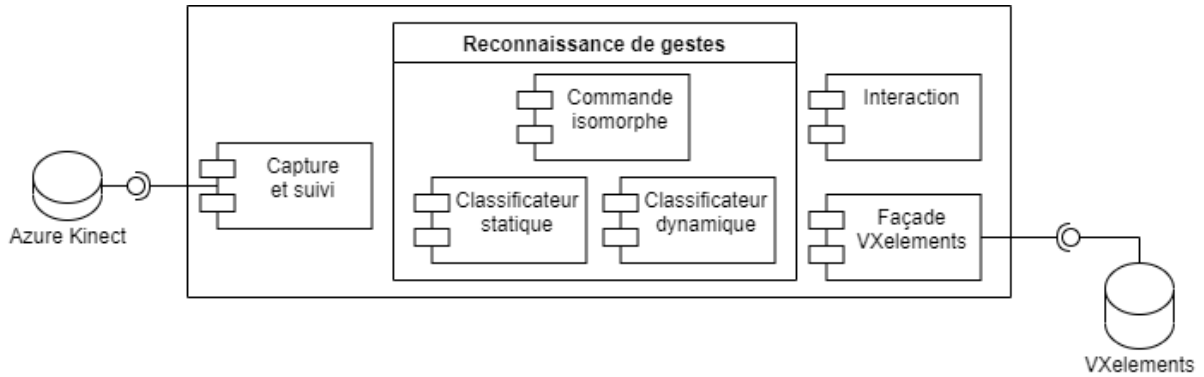 Reconnaissance de gestes
Commande
isomorphe
Interaction
Capture
et suivi
Classificateur
statique
Classificateur
dynamique
Façade
VXelements
Azure Kinect
VXelements